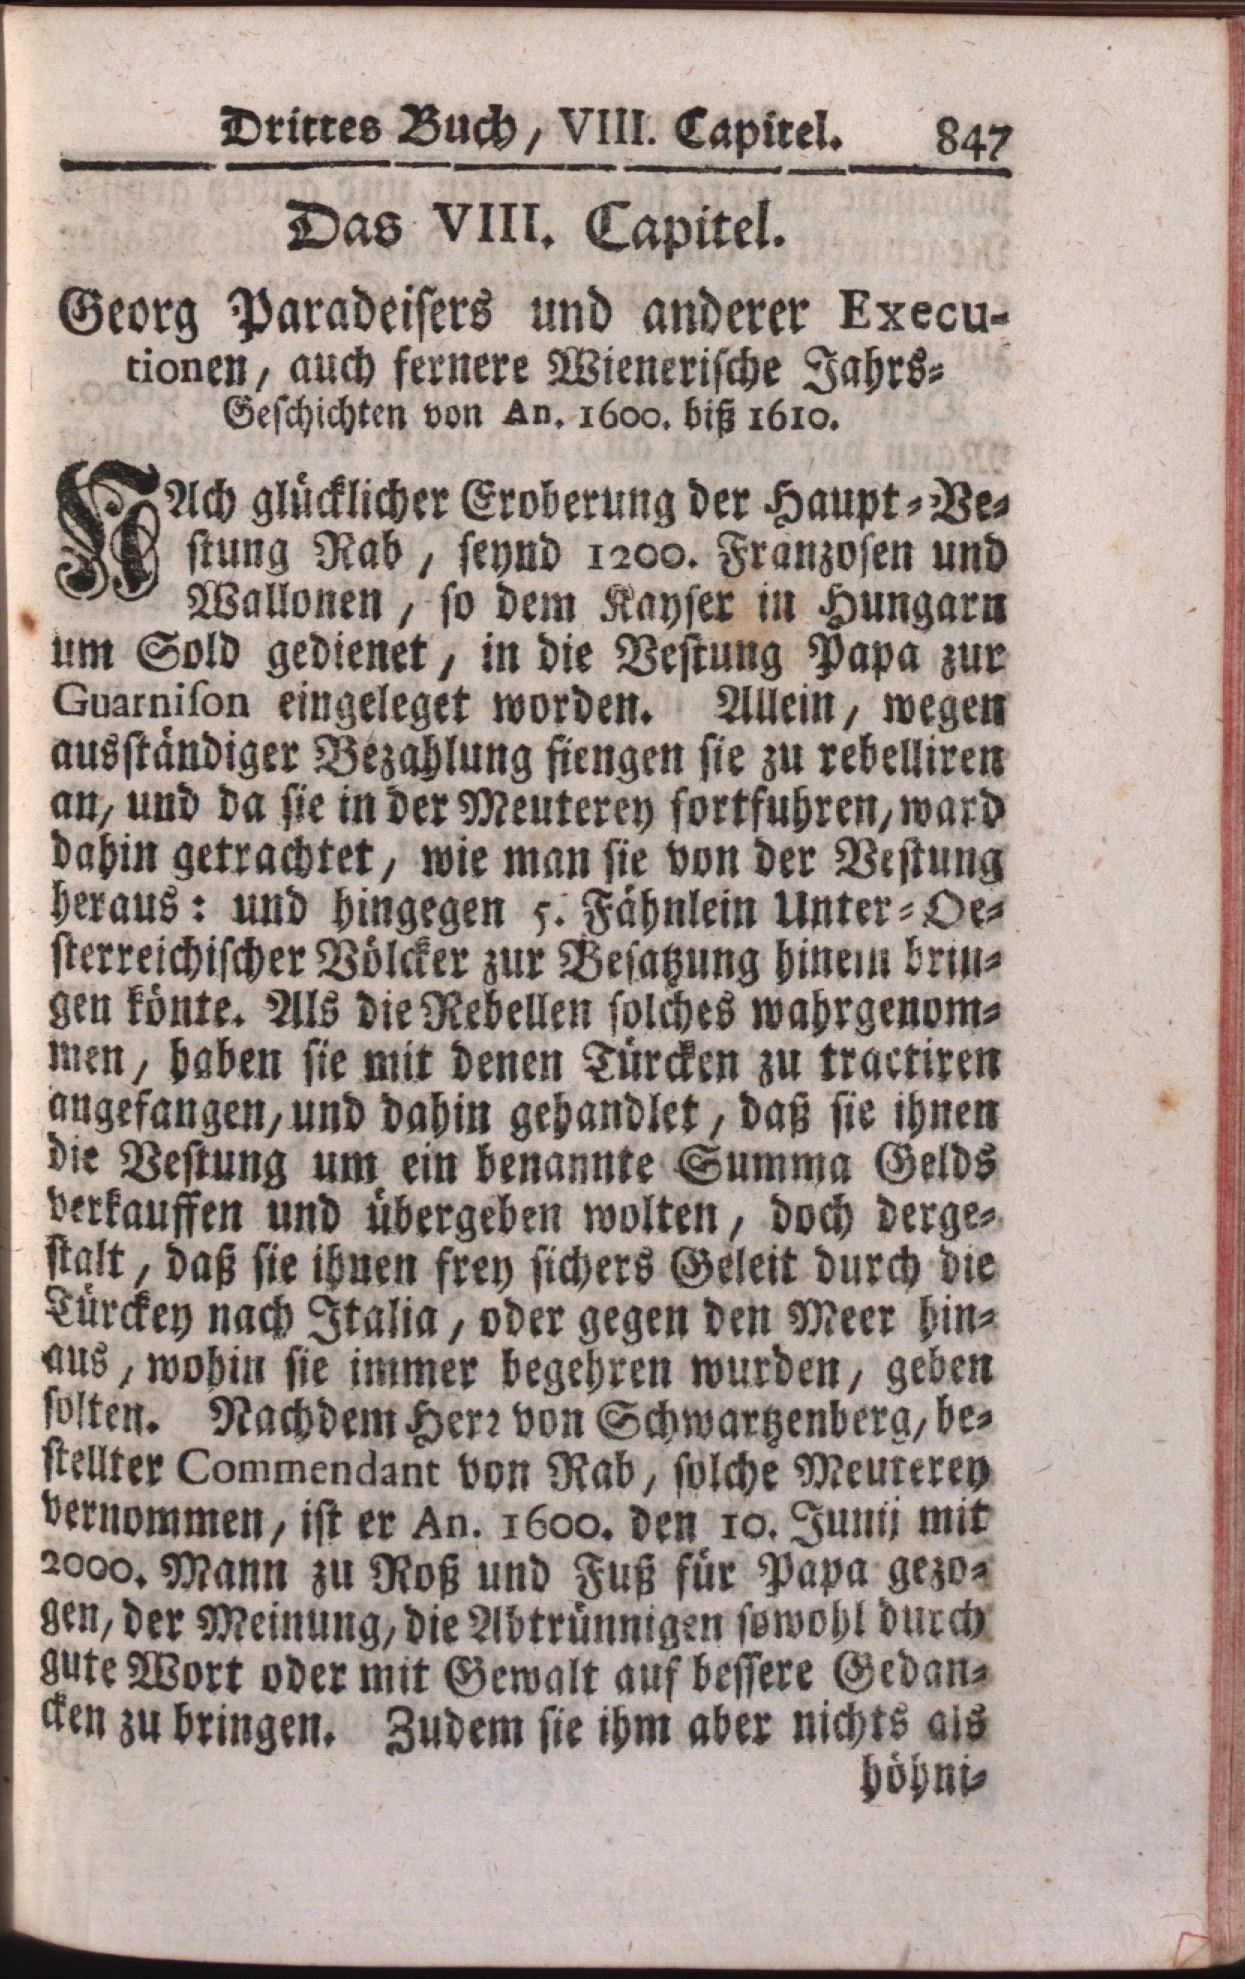 Drittes Buch, VIII. Capitel. 847
Das VIII. Capitel.
Georg Paradeisers und anderer Execu-
tionen, auch fernere Wienerische Jahrs-
Geschichten von An. 1600. biß 1610.
NAch glücklicher Eroberung der Haupt-Ve-
stung Rab, seynd 1200. Franzosen und
Wallonen, so dem Kayser in Hungarn
um Sold gedienet, in die Vestung Papa zur
Guarnison eingeleget worden. Allein, wegen
ausständiger Bezahlung fiengen sie zu rebelliren
an, und da sie in der Meuterey fortfuhren, ward
dahin getrachtet, wie man sie von der Vestung
heraus: und hingegen 5. Fähnlein Unter-Oe-
sterreichischer Völcker zur Besatzung hinein brin-
gen könte. Als die Rebellen solches wahrgenom-
men, haben sie mit denen Türcken zu tractiren
angefangen, und dahin gehandlet, daß sie ihnen
die Vestung um ein benannte Summa Gelds
verkauffen und übergeben wolten, doch derge-
stalt, daß sie ihnen frey sichers Geleit durch die
Türckey nach Italia, oder gegen den Meer hin-
aus, wohin sie immer begehren wurden, geben
solten. Nachdem Herr von Schwartzenberg, be-
stellter Commendant von Rab, solche Meuterey
vernommen, ist er An. 1600. den 10. Junij mit
2000. Mann zu Roß und Fuß für Papa gezo-
gen, der Meinung, die Abtrünnigen sowohl durch
gute Wort oder mit Gewalt auf bessere Gedan-
cken zu bringen. Zudem sie ihm aber nichts als
höhni-